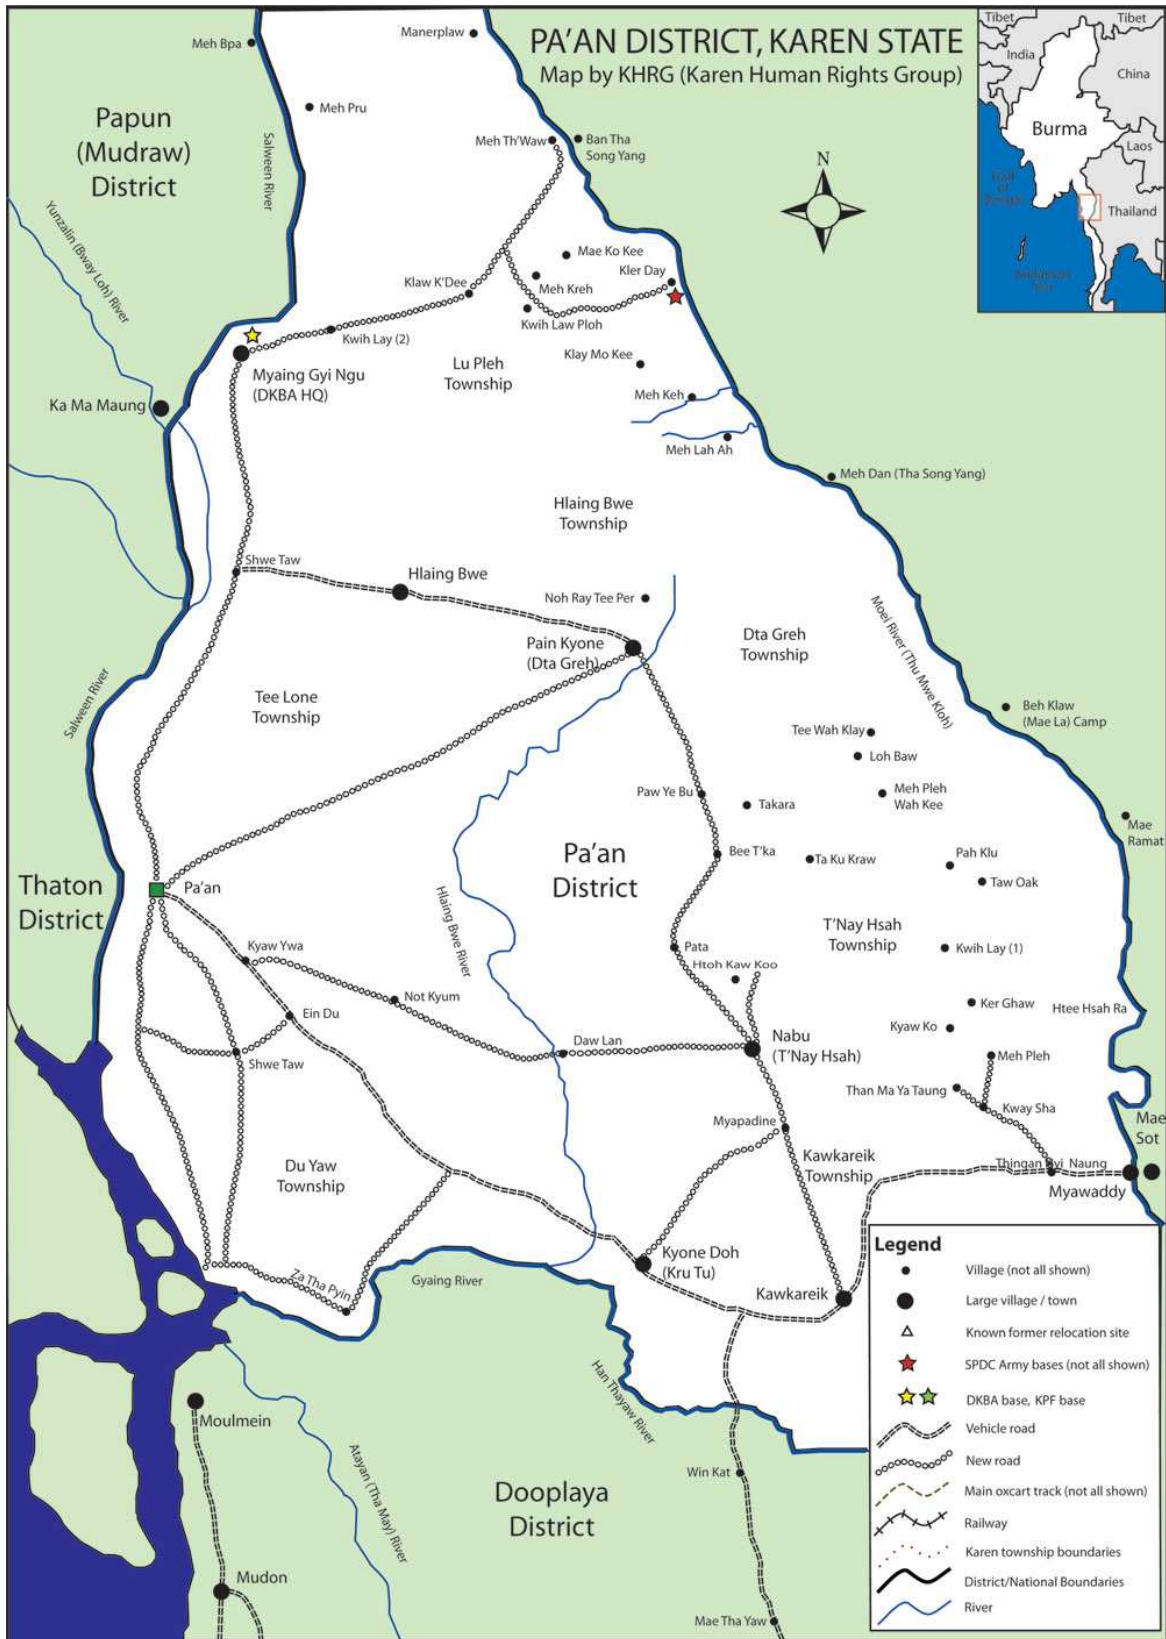 PA'AN DISTRICT, KAREN STATE
Map by KHRG (Karen Human Rights Group)
Tibet
Tibet
India
China
Burma
Laos
Thailand
N
Meh Bpa
Manerplaw
Meh Pru
Papun
(Mudraw)
District
Salween River
Meh Th'Waw
Ban Tha
Song Yang
Yunzalin (Bway Loh) River
Mae Ko Kee
Kler Day
Klaw K'Dee
Meh Kreh
Kwih Law Ploh
Kwih Lay (2)
Klay Mo Kee
Lu Pleh
Township
Myaing Gyi Ngu
(DKBA HQ)
Ka Ma Maung
Meh Keh
Meh Lah Ah
Meh Dan (Tha Song Yang)
Hlaing Bwe
Township
Shwe Taw
Hlaing Bwe
Noh Ray Tee Per
Pain Kyone
(Dta Greh)
Dta Greh
Township
Moei River (Thu Mwe Kloh)
Salween River
Tee Lone
Township
Beh Klaw
(Mae La) Camp
Tee Wah Klay
Loh Baw
Paw Ye Bu
Takara
Meh Pleh
Wah Kee
Mae
Ramat
Pa'an
District
Bee T'ka
Ta Ku Kraw
Pah Klu
Taw Oak
Thaton
District
Pa'an
Hlaing Bwe River
T'Nay Hsah
Township
Kyaw Ywa
Pata
Kwih Lay (1)
Htoh Kaw Koo
Not Kyum
Ein Du
Ker Ghaw
Htee Hsah Ra
Kyaw Ko
Daw Lan
Nabu
(T'Nay Hsah)
Shwe Taw
Meh Pleh
Than Ma Ya Taung
Kway Sha
Myapadine
Mae
Sot
Du Yaw
Township
Kawkareik
Township
Thingan Nyi Naung
Myawaddy
Kyone Doh
(Kru Tu)
Za Tha Pyin
Gyaing River
Kawkareik
Han Thayaw River
Moulmein
Atayan (Tha May) River
Win Kat
Dooplaya
District
Mudon
Mae Tha Yaw
Legend
Village (not all shown)
Large village / town
Known former relocation site
SPDC Army bases (not all shown)
DKBA base, KPF base
Vehicle road
New road
Main oxcart track (not all shown)
Railway
Karen township boundaries
District/National Boundaries
River